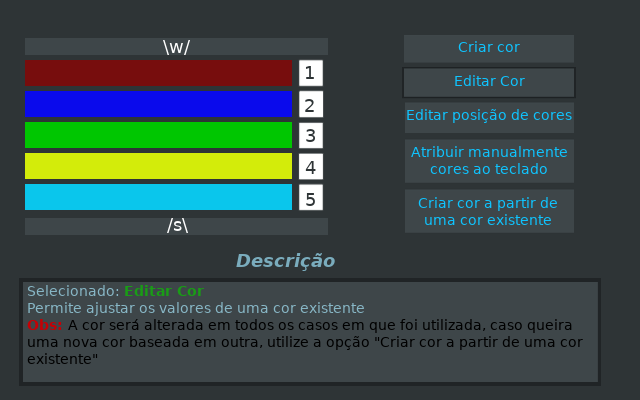 \w/
1
2
3
4
5
/s\
Criar cor
Editar Cor
Editar posição de cores
Atribuir manualmente
cores ao teclado
Criar cor a partir de
uma cor existente
Descrição
Selecionado: Editar Cor
Permite ajustar os valores de uma cor existente
Obs: A cor será alterada em todos os casos em que foi utilizada, caso queira
uma nova cor baseada em outra, utilize a opção "Criar cor a partir de uma cor
existente"